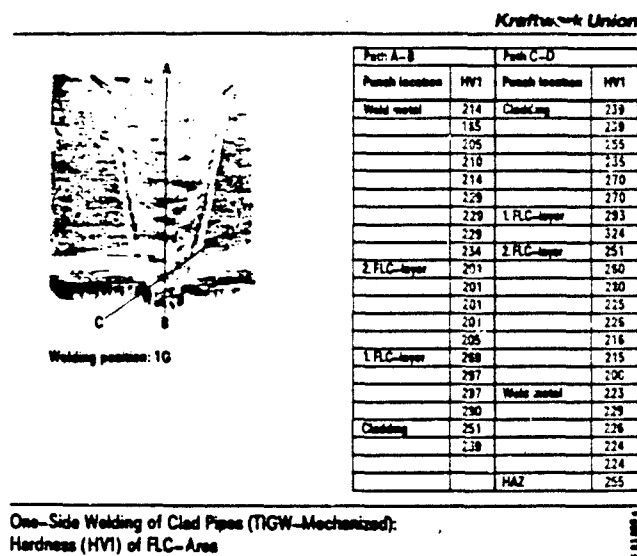 Kraftwerk Union
Path A–B Path C–D
Punch location HV1 Punch location HV1
Weld metal 214 Cladding 239
185 239
205 255
210 235
214 270
229 270
229 1. FLC–layer 293
229 324
234 2. FLC–layer 251
2. FLC–layer 201 260
201 280
201 225
201 226
205 216
1. FLC–layer 268 215
297 206
297 Weld metal 223
290 229
Cladding 251 226
239 224
224
HAZ 255
A
C
B
Welding position: 1G
One–Side Welding of Clad Pipes (TIGW–Mechanized):
Hardness (HV1) of FLC–Area